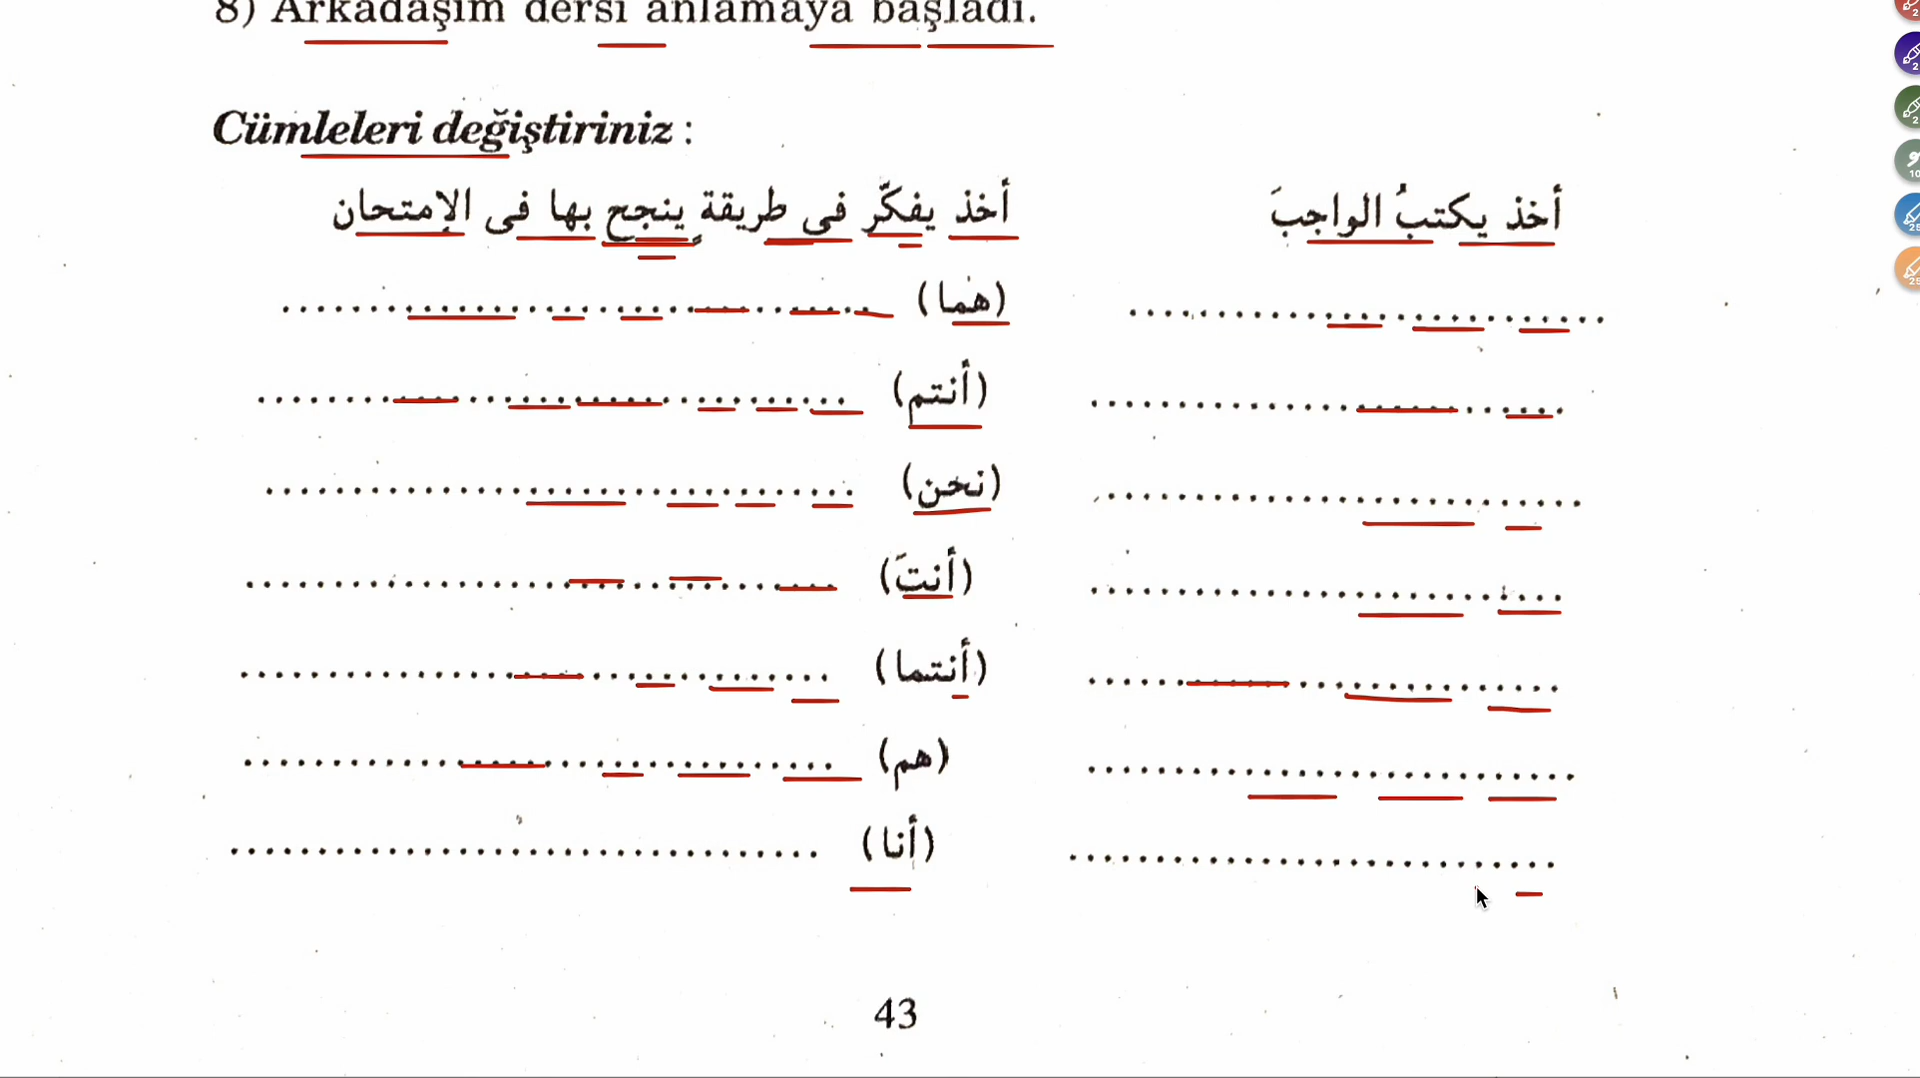 8) Arkadaşım dersi anlamaya başladı.
Cümleleri değiştiriniz :
أخذ يكتبُ الواجبَ
أخذ يفكّر فى طريقةٍ ينجح بها فى الإمتحان
(هما)
(أنتم)
(نحن)
(أنتَ)
(أنتما)
(هم)
(أنا)
43